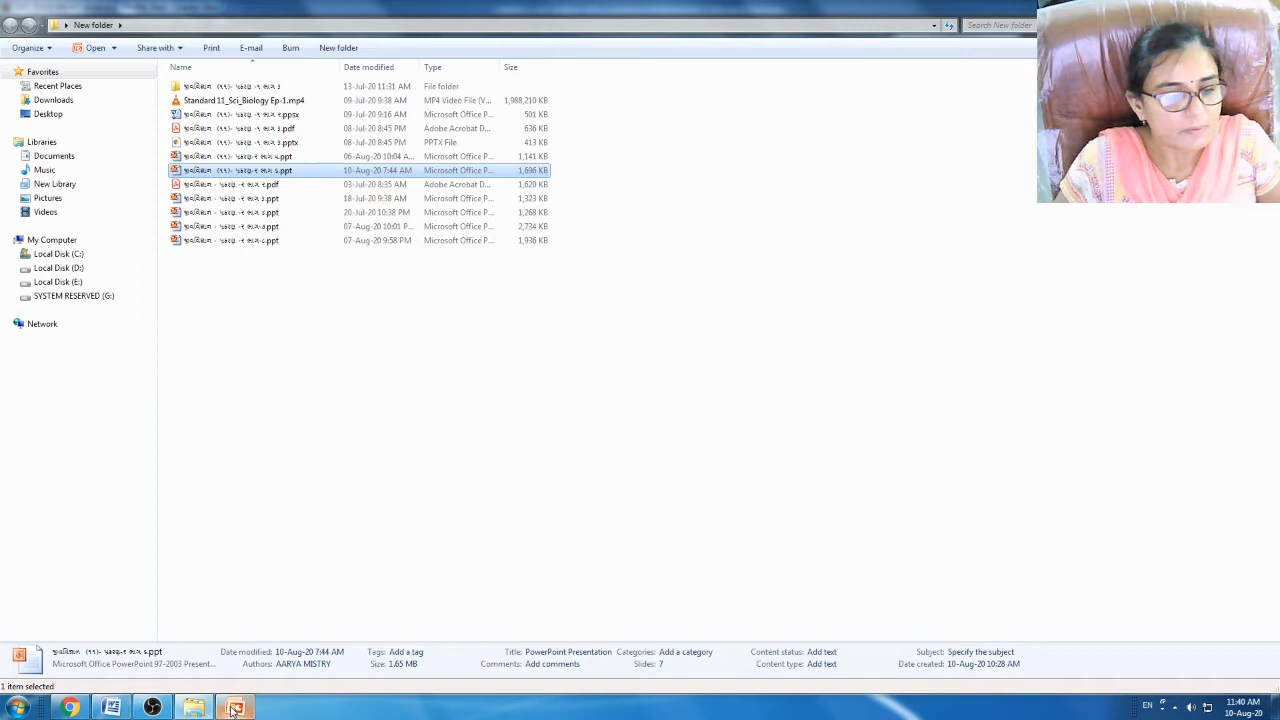 New folder
Search New folder
Organize Open Share with Print E-mail Burn New folder
Name Date modified Type Size
Favorites
Recent Places
Downloads
Desktop
Libraries
Documents
Music
New Library
Pictures
Videos
My Computer
Local Disk (C:)
Local Disk (D:)
Local Disk (E:)
SYSTEM RESERVED (G:)
Network
13-Jul-20 11:31 AM File folder
Standard 11_Sci_Biology Ep-1.mp4 09-Jul-20 9:38 AM MP4 Video File (V... 1,988,210 KB
09-Jul-20 9:16 AM Microsoft Office P... 501 KB
08-Jul-20 8:45 PM Adobe Acrobat D... 636 KB
08-Jul-20 8:45 PM PPTX File 413 KB
06-Aug-20 10:04 A... Microsoft Office P... 1,141 KB
10-Aug-20 7:44 AM Microsoft Office P... 1,696 KB
03-Jul-20 8:35 AM Adobe Acrobat D... 1,620 KB
18-Jul-20 9:38 AM Microsoft Office P... 1,323 KB
20-Jul-20 10:38 PM Microsoft Office P... 1,268 KB
07-Aug-20 10:01 P... Microsoft Office P... 2,734 KB
07-Aug-20 9:58 PM Microsoft Office P... 1,936 KB
Date modified: 10-Aug-20 7:44 AM Tags: Add a tag Title: PowerPoint Presentation Categories: Add a category Content status: Add text Subject: Specify the subject
Microsoft Office PowerPoint 97-2003 Present... Authors: AARYA MISTRY Size: 1.65 MB Comments: Add comments Slides: 7 Content type: Add text Date created: 10-Aug-20 10:28 AM
1 item selected
EN 11:40 AM
10-Aug-20